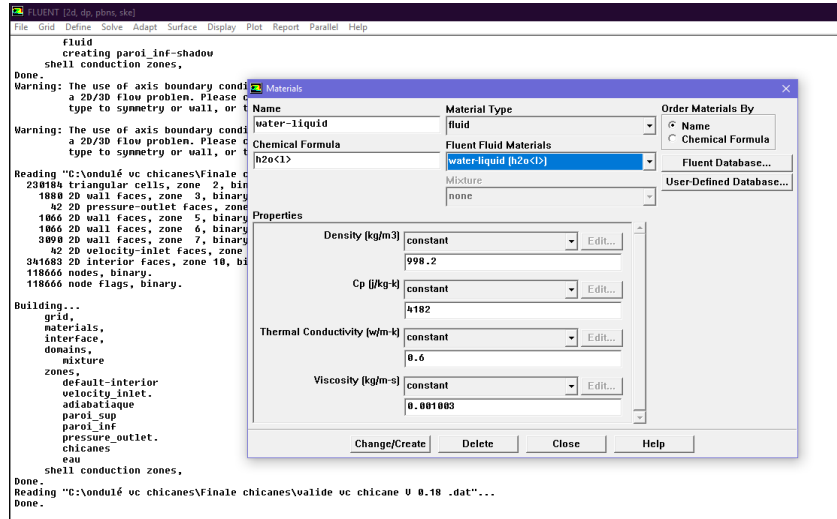 FLUENT [2d, dp, pbns, ske]
File Grid Define Solve Adapt Surface Display Plot Report Parallel Help
fluid
creating paroi_inf-shadow
shell conduction zones,
Done.
Warning: The use of axis boundary condi
a 2D/3D flow problem. Please c
type to symmetry or wall, or t
Warning: The use of axis boundary condi
a 2D/3D flow problem. Please c
type to symmetry or wall, or t
Reading "C:\ondulé vc chicanes\Finale c
230184 triangular cells, zone 2, bin
1880 2D wall faces, zone 3, binary
42 2D pressure-outlet faces, zone
1066 2D wall faces, zone 5, binary
1066 2D wall faces, zone 6, binary
3090 2D wall faces, zone 7, binary
42 2D velocity-inlet faces, zone
341683 2D interior faces, zone 10, bi
118666 nodes, binary.
118666 node flags, binary.
Building...
grid,
materials,
interface,
domains,
mixture
zones,
default-interior
velocity_inlet.
adiabatiaque
paroi_sup
paroi_inf
pressure_outlet.
chicanes
eau
shell conduction zones,
Done.
Reading "C:\ondulé vc chicanes\Finale chicanes\valide vc chicane V 0.18 .dat"...
Done.
Materials
Name
water-liquid
Chemical Formula
h2o<l>
Material Type
fluid
Fluent Fluid Materials
water-liquid (h2o<l>)
Mixture
none
Order Materials By
Name
Chemical Formula
Fluent Database...
User-Defined Database...
Properties
Density (kg/m3) constant Edit...
998.2
Cp (j/kg-k) constant Edit...
4182
Thermal Conductivity (w/m-k) constant Edit...
0.6
Viscosity (kg/m-s) constant Edit...
0.001003
Change/Create Delete Close Help